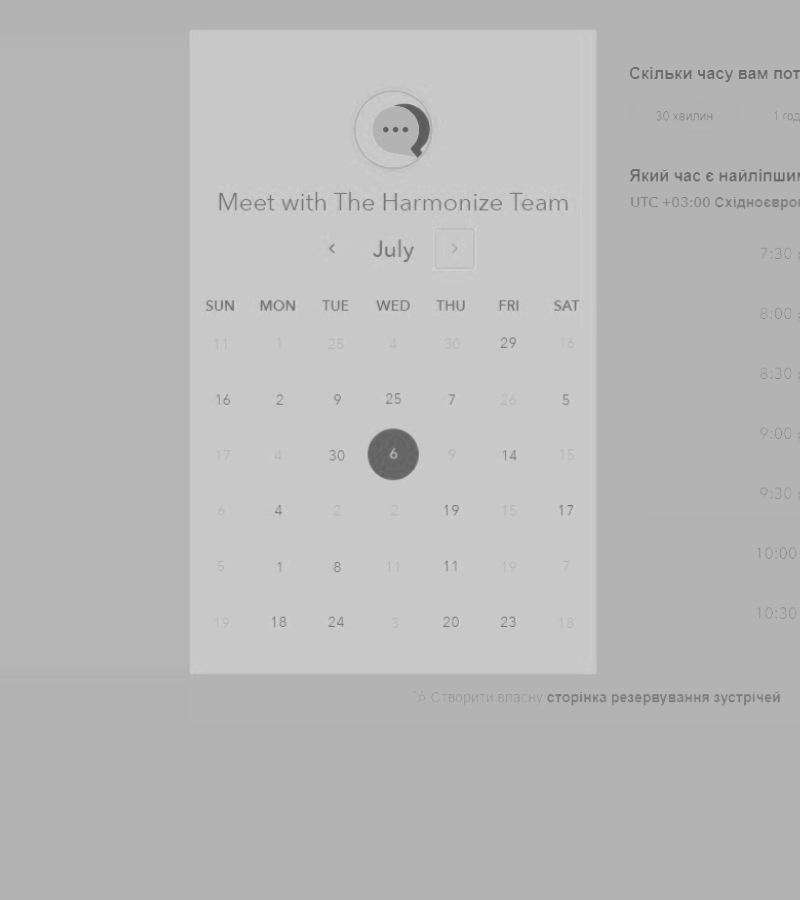 Meet with The Harmonize Team
July
SUN MON TUE WED THU FRI SAT
11 1 25 4 30 29 16
16 2 9 25 7 26 5
17 4 30 6 9 14 15
6 4 2 2 19 15 17
5 1 8 11 11 19 7
19 18 24 3 20 23 18
Скільки часу вам
30 хвилин 1
Який час є
UTC +03:00
7:30
8:00
8:30
9:00
9:30
10:00
10:30
Створити власну сторінка резервування зустрічей